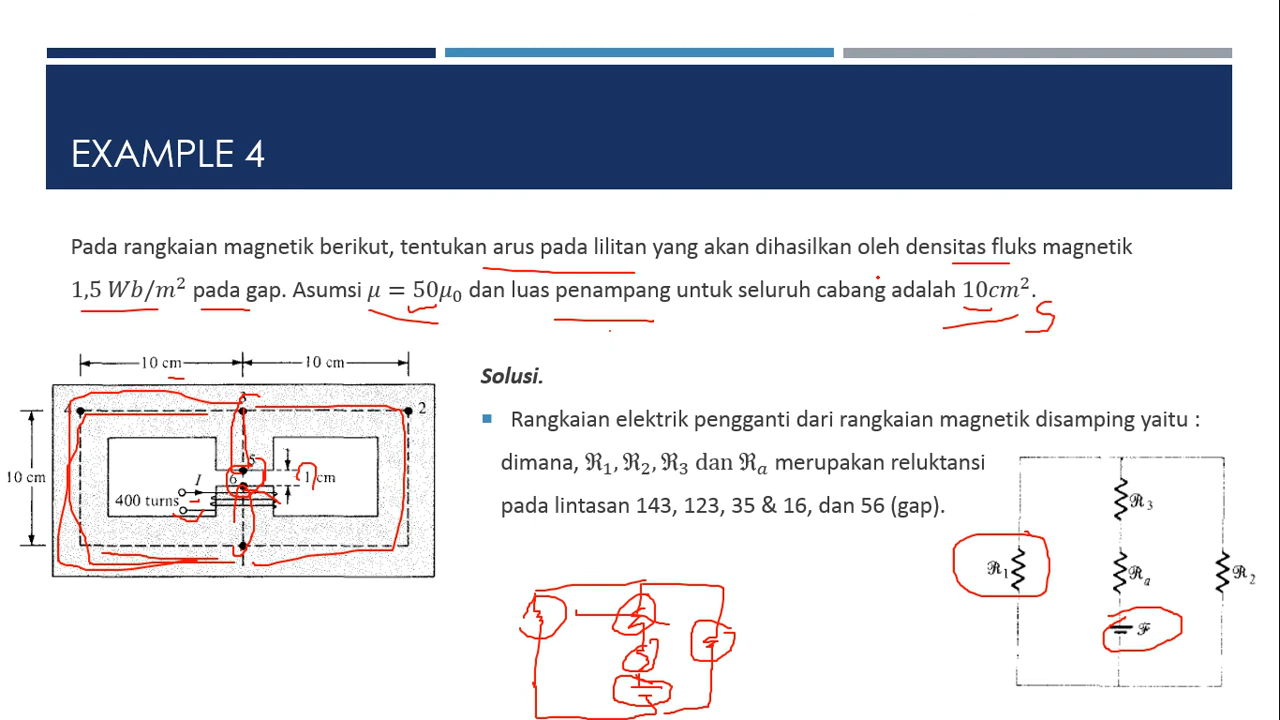 EXAMPLE 4
Pada rangkaian magnetik berikut, tentukan arus pada lilitan yang akan dihasilkan oleh densitas fluks magnetik
1,5 Wb/m² pada gap. Asumsi μ = 50μ₀ dan luas penampang untuk seluruh cabang adalah 10cm².
S
10 cm
10 cm
4
3
2
10 cm
5
6
1 cm
I
400 turns
Solusi.
Rangkaian elektrik pengganti dari rangkaian magnetik disamping yaitu :
dimana, ℜ₁, ℜ₂, ℜ₃ dan ℜₐ merupakan reluktansi
pada lintasan 143, 123, 35 & 16, dan 56 (gap).
ℜ₃
ℜ₁
ℜₐ
ℜ₂
ℱ